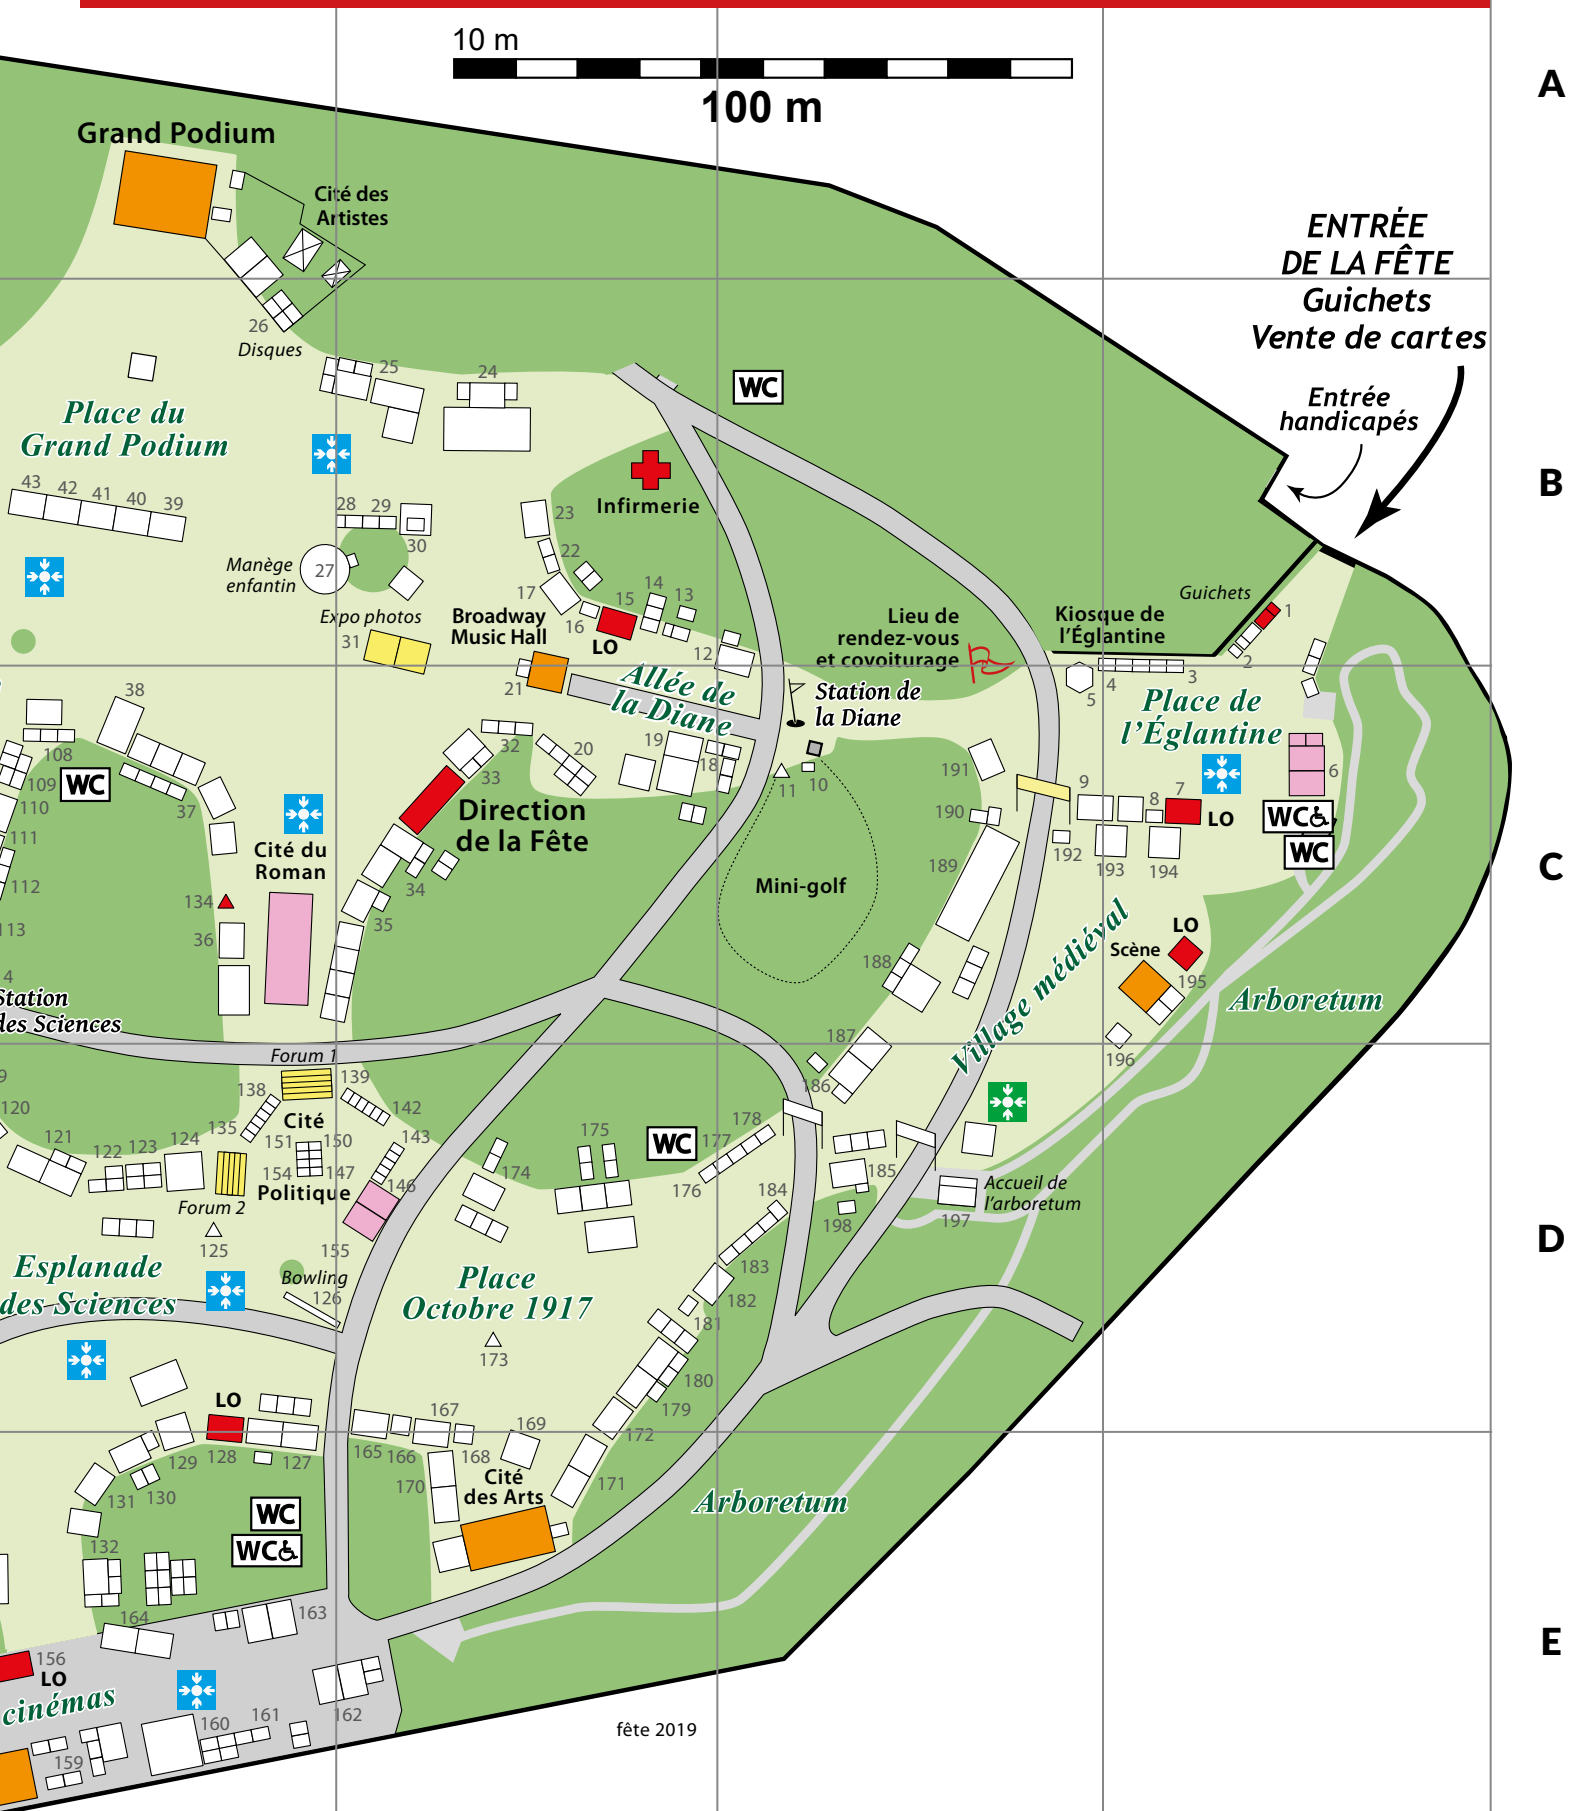 10 m
100 m
A
Grand Podium
Cité des
Artistes
ENTRÉE
DE LA FÊTE
Guichets
Vente de cartes
Entrée
handicapés
26
Disques
25
24
WC
Place du
Grand Podium
43
42
41
40
39
28
29
30
23
22
Infirmerie
B
Manège
enfantin
27
17
Expo photos
31
Broadway
Music Hall
16
15
LO
14
13
12
21
Lieu de
rendez-vous
et covoiturage
Kiosque de
l'Églantine
Guichets
1
2
3
4
5
Allée de
la Diane
Station de
la Diane
Place de
l'Églantine
38
108
109
WC
110
111
112
113
4
37
32
33
20
19
18
11
10
191
190
189
9
8
7
LO
6
WC
WC
192
193
194
Direction
de la Fête
Cité du
Roman
134
36
34
35
Mini-golf
C
188
Village médiéval
LO
Scène
195
196
Arboretum
Station
des Sciences
187
186
Forum 1
9
120
138
139
142
135
Cité
151
150
143
154
147
Politique
146
121
122
123
124
Forum 2
125
155
174
175
WC
177
178
176
184
185
198
197
Accueil de
l'arboretum
D
Esplanade
des Sciences
Bowling
126
Place
Octobre 1917
173
183
182
181
180
179
172
LO
128
129
127
131
130
165
166
167
168
169
170
171
Cité
des Arts
WC
WC
132
Arboretum
164
163
E
156
LO
cinémas
159
160
161
162
fête 2019